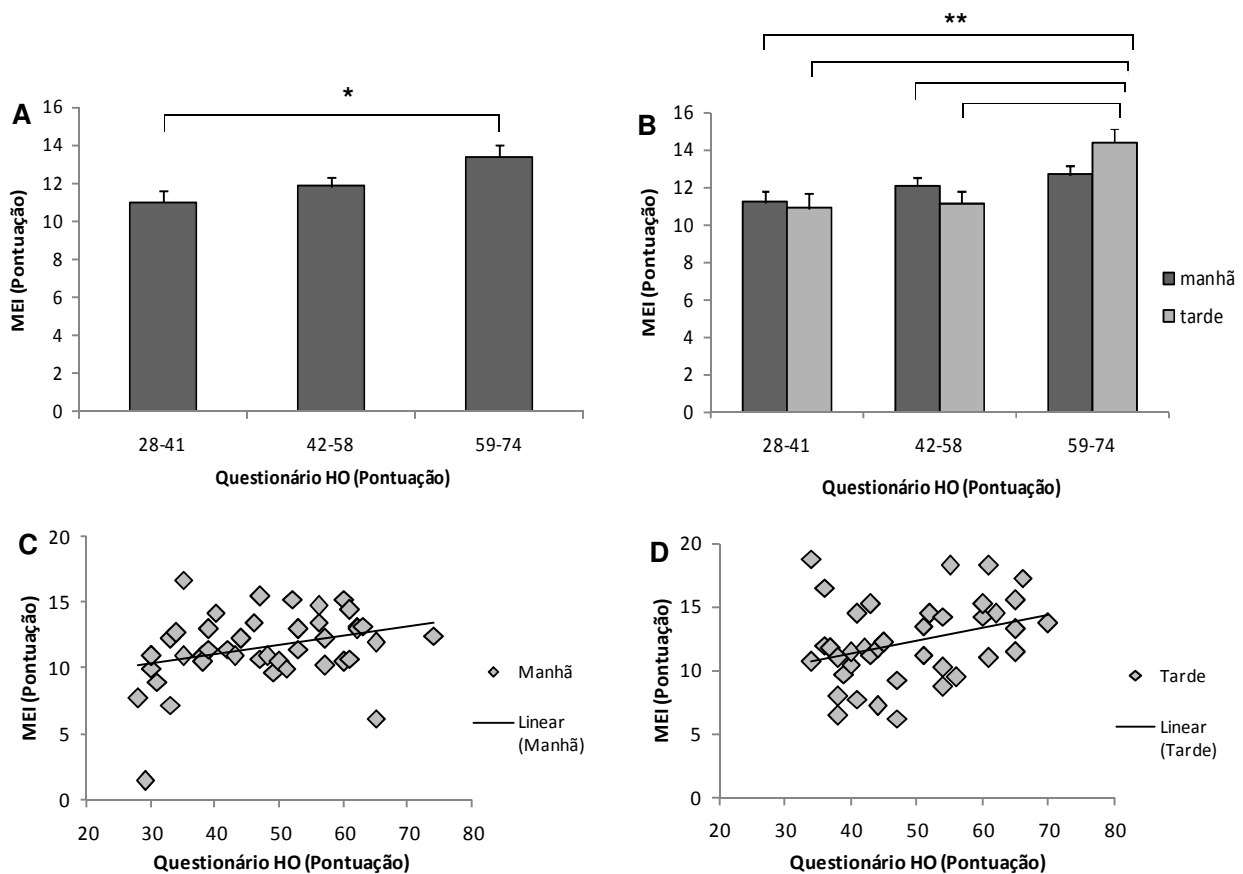 A
*
MEI (Pontuação)
16
14
12
10
8
6
4
2
0
28-41
42-58
59-74
Questionário HO (Pontuação)
B
**
MEI (Pontuação)
16
14
12
10
8
6
4
2
0
28-41
42-58
59-74
Questionário HO (Pontuação)
manhã
tarde
C
MEI (Pontuação)
20
15
10
5
0
20
30
40
50
60
70
80
Questionário HO (Pontuação)
Manhã
Linear
(Manhã)
D
MEI (Pontuação)
20
15
10
5
0
20
30
40
50
60
70
80
Questionário HO (Pontuação)
Tarde
Linear
(Tarde)